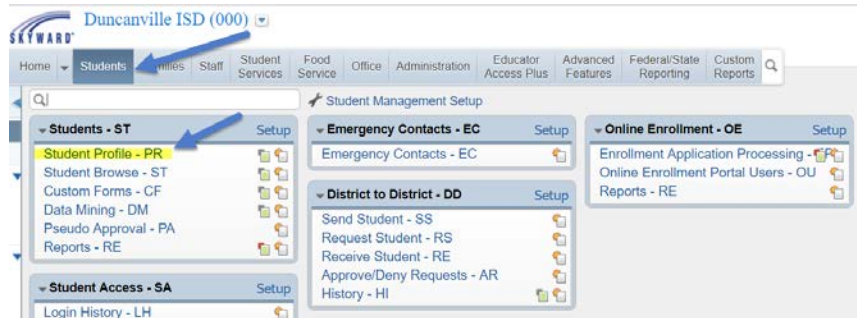 SKYWARD
Duncanville ISD (000)
Home Students Families Staff Student Services Food Service Office Administration Educator Access Plus Advanced Features Federal/State Reporting Custom Reports
Student Management Setup
Students - ST Setup
Student Profile - PR
Student Browse - ST
Custom Forms - CF
Data Mining - DM
Pseudo Approval - PA
Reports - RE
Student Access - SA Setup
Login History - LH
Emergency Contacts - EC Setup
Emergency Contacts - EC
District to District - DD Setup
Send Student - SS
Request Student - RS
Receive Student - RE
Approve/Deny Requests - AR
History - HI
Online Enrollment - OE Setup
Enrollment Application Processing -
Online Enrollment Portal Users - OU
Reports - RE